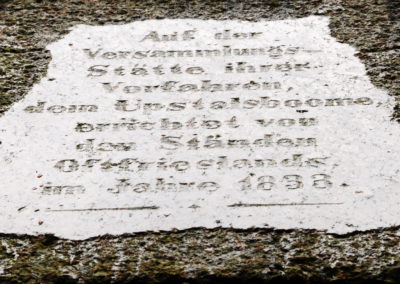 Auf der
Versammlungs-
Stätte ihrer
Vorfahren,
dem Upstalsboome,
errichtet von
den Ständen
Ostfrieslands
im Jahre 1833.